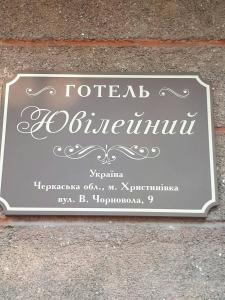 ГОТЕЛЬ
Ювілейний
Україна
Черкаська обл., м. Христинівка
вул. В. Чорновола, 9